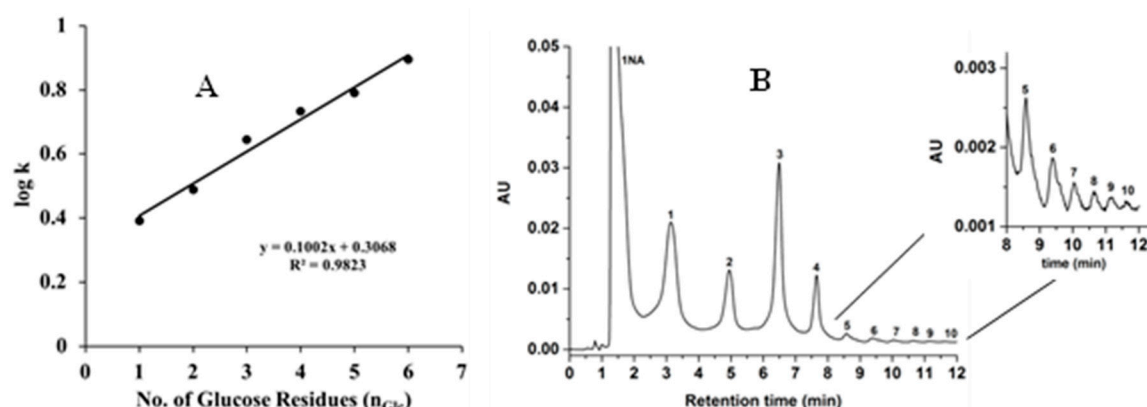 1
0.8
0.6
0.4
0.2
0
log k
A
y = 0.1002x + 0.3068
R² = 0.9823
0 1 2 3 4 5 6 7
No. of Glucose Residues (nGlc)
0.05
0.04
0.03
0.02
0.01
0.00
AU
1NA
B
1
2
3
4
5 6 7 8 9 10
0 1 2 3 4 5 6 7 8 9 10 11 12
Retention time (min)
0.003
0.002
0.001
AU
5
6
7
8 9 10
8 9 10 11 12
time (min)